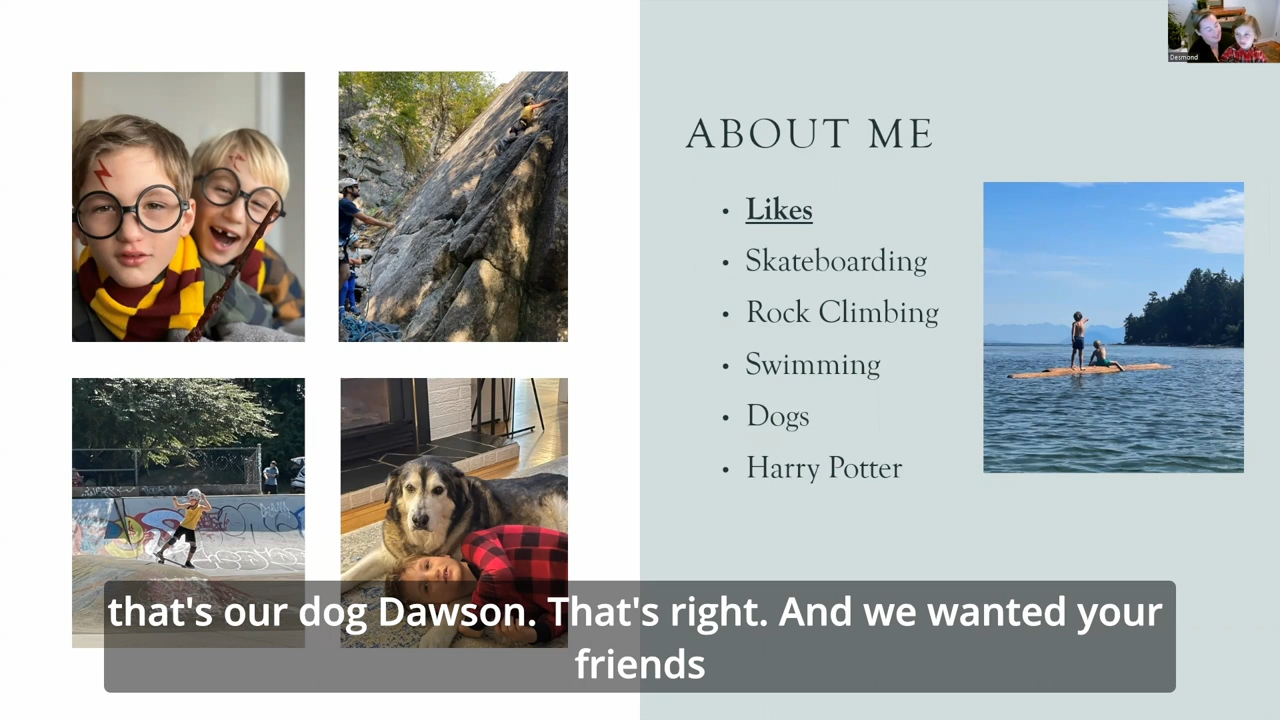 Desmond
ABOUT ME
Likes
Skateboarding
Rock Climbing
Swimming
Dogs
Harry Potter
that's our dog Dawson. That's right. And we wanted your
friends